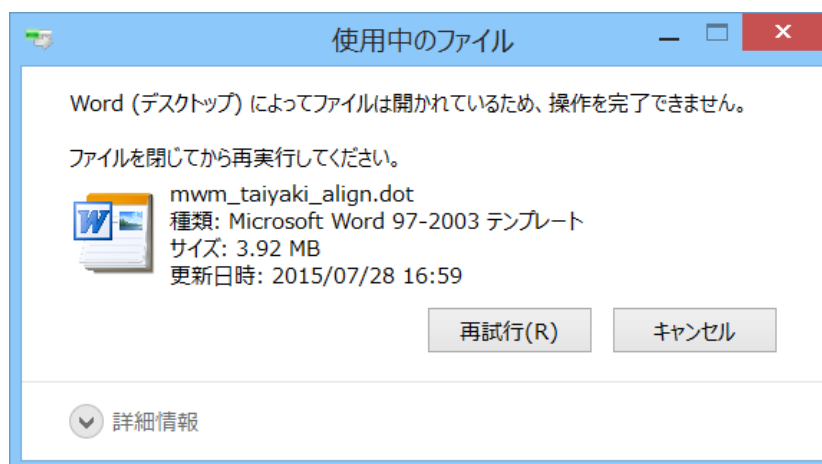 使用中のファイル
Word (デスクトップ) によってファイルは開かれているため、操作を完了できません。
ファイルを閉じてから再実行してください。
mwm_taiyaki_align.dot
種類: Microsoft Word 97-2003 テンプレート
サイズ: 3.92 MB
更新日時: 2015/07/28 16:59
再試行(R)
キャンセル
詳細情報